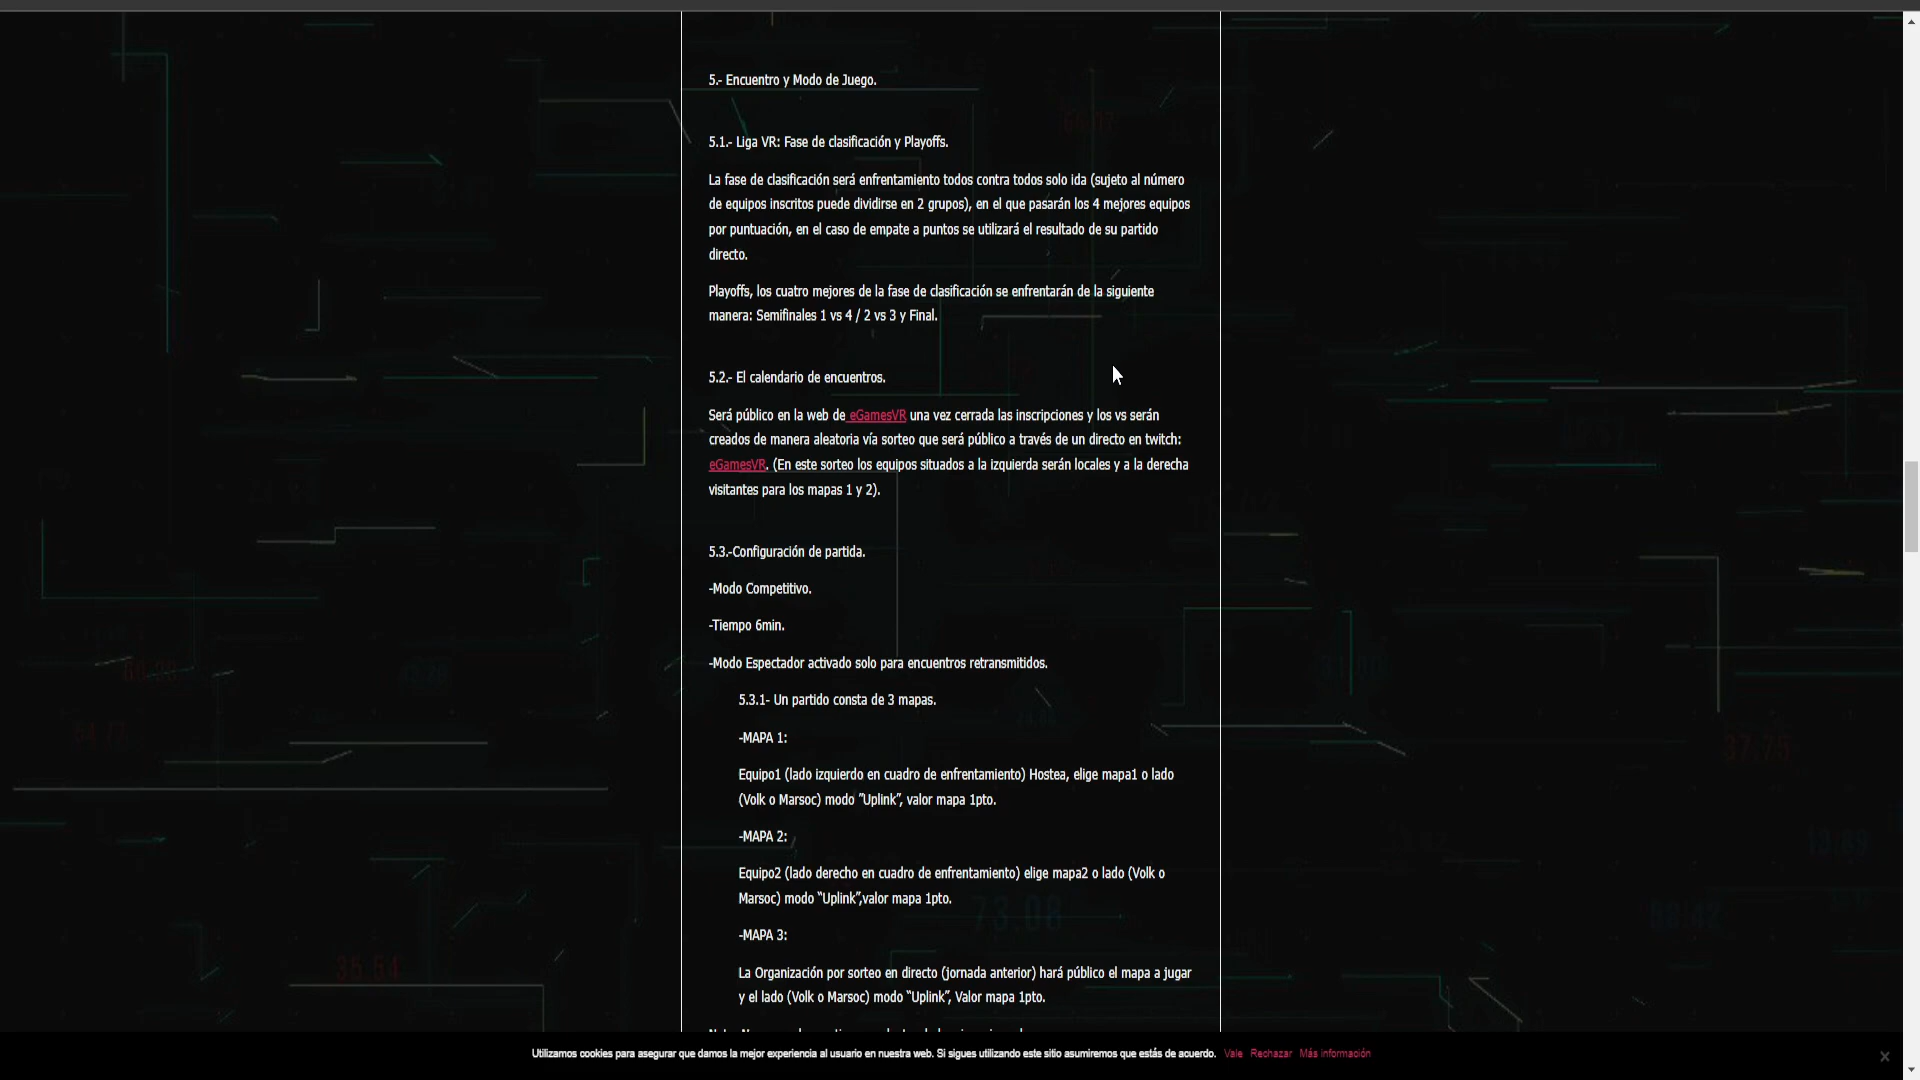 5.- Encuentro y Modo de Juego.
5.1.- Liga VR: Fase de clasificación y Playoffs.
La fase de clasificación será enfrentamiento todos contra todos solo ida (sujeto al número
de equipos inscritos puede dividirse en 2 grupos), en el que pasarán los 4 mejores equipos
por puntuación, en el caso de empate a puntos se utilizará el resultado de su partido
directo.
Playoffs, los cuatro mejores de la fase de clasificación se enfrentarán de la siguiente
manera: Semifinales 1 vs 4 / 2 vs 3 y Final.
5.2.- El calendario de encuentros.
Será público en la web de eGamesVR una vez cerrada las inscripciones y los vs serán
creados de manera aleatoria vía sorteo que será público a través de un directo en twitch:
eGamesVR. (En este sorteo los equipos situados a la izquierda serán locales y a la derecha
visitantes para los mapas 1 y 2).
5.3.-Configuración de partida.
-Modo Competitivo.
-Tiempo 6min.
-Modo Espectador activado solo para encuentros retransmitidos.
5.3.1- Un partido consta de 3 mapas.
-MAPA 1:
Equipo1 (lado izquierdo en cuadro de enfrentamiento) Hostea, elige mapa1 o lado
(Volk o Marsoc) modo "Uplink", valor mapa 1pto.
-MAPA 2:
Equipo2 (lado derecho en cuadro de enfrentamiento) elige mapa2 o lado (Volk o
Marsoc) modo “Uplink”,valor mapa 1pto.
-MAPA 3:
La Organización por sorteo en directo (jornada anterior) hará público el mapa a jugar
y el lado (Volk o Marsoc) modo “Uplink”, Valor mapa 1pto.
Utilizamos cookies para asegurar que damos la mejor experiencia al usuario en nuestra web. Si sigues utilizando este sitio asumiremos que estás de acuerdo. Vale Rechazar Más información
73.08
35.54
37.75